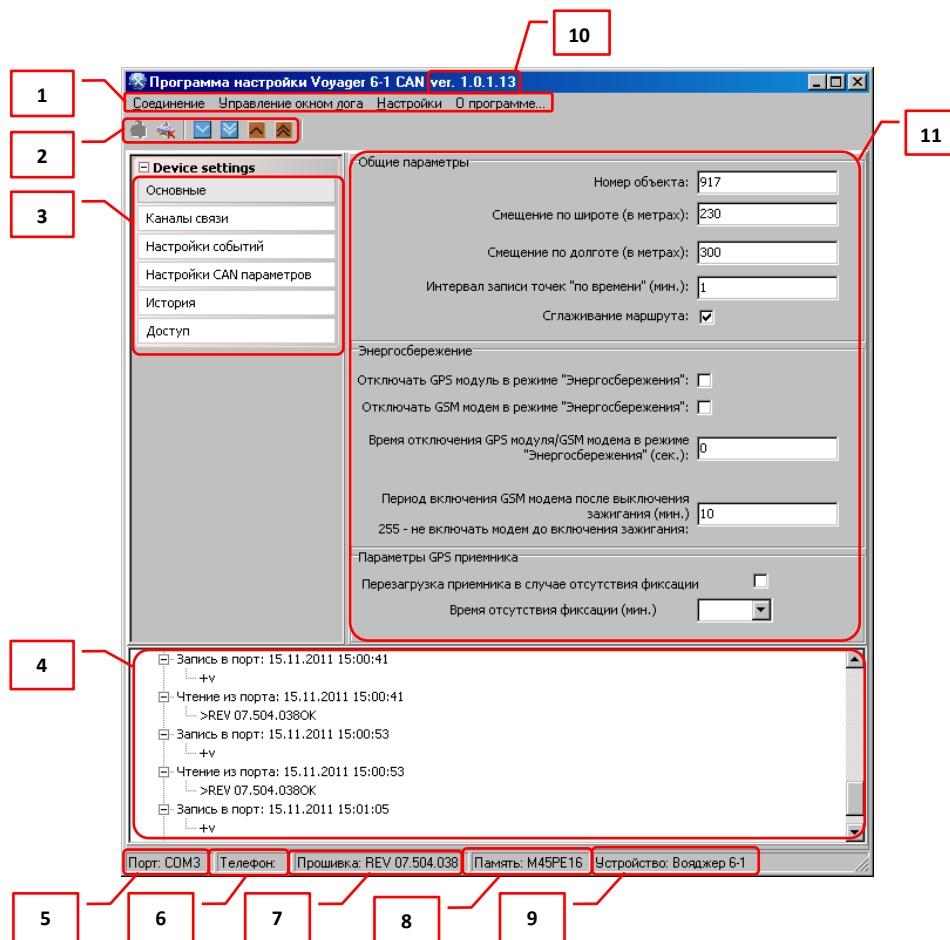 10
Программа настройки Voyager 6-1 CAN ver. 1.0.1.13
1
Соединение Управление окном лога Настройки О программе...
2
11
Device settings
3
Основные
Каналы связи
Настройки событий
Настройки CAN параметров
История
Доступ
Общие параметры
Номер объекта: 917
Смещение по широте (в метрах): 230
Смещение по долготе (в метрах): 300
Интервал записи точек "по времени" (мин.): 1
Сглаживание маршрута:
Энергосбережение
Отключать GPS модуль в режиме "Энергосбережения":
Отключать GSM модем в режиме "Энергосбережения":
Время отключения GPS модуля/GSM модема в режиме
"Энергосбережения" (сек.): 0
Период включения GSM модема после выключения
зажигания (мин.) 10
255 - не включать модем до включения зажигания:
Параметры GPS приемника
Перезагрузка приемника в случае отсутствия фиксации
Время отсутствия фиксации (мин.)
4
Запись в порт: 15.11.2011 15:00:41
+v
Чтение из порта: 15.11.2011 15:00:41
>REV 07.504.038OK
Запись в порт: 15.11.2011 15:00:53
+v
Чтение из порта: 15.11.2011 15:00:53
>REV 07.504.038OK
Запись в порт: 15.11.2011 15:01:05
+v
Порт: COM3 Телефон: Прошивка: REV 07.504.038 Память: M45PE16 Устройство: Вояджер 6-1
5 6 7 8 9